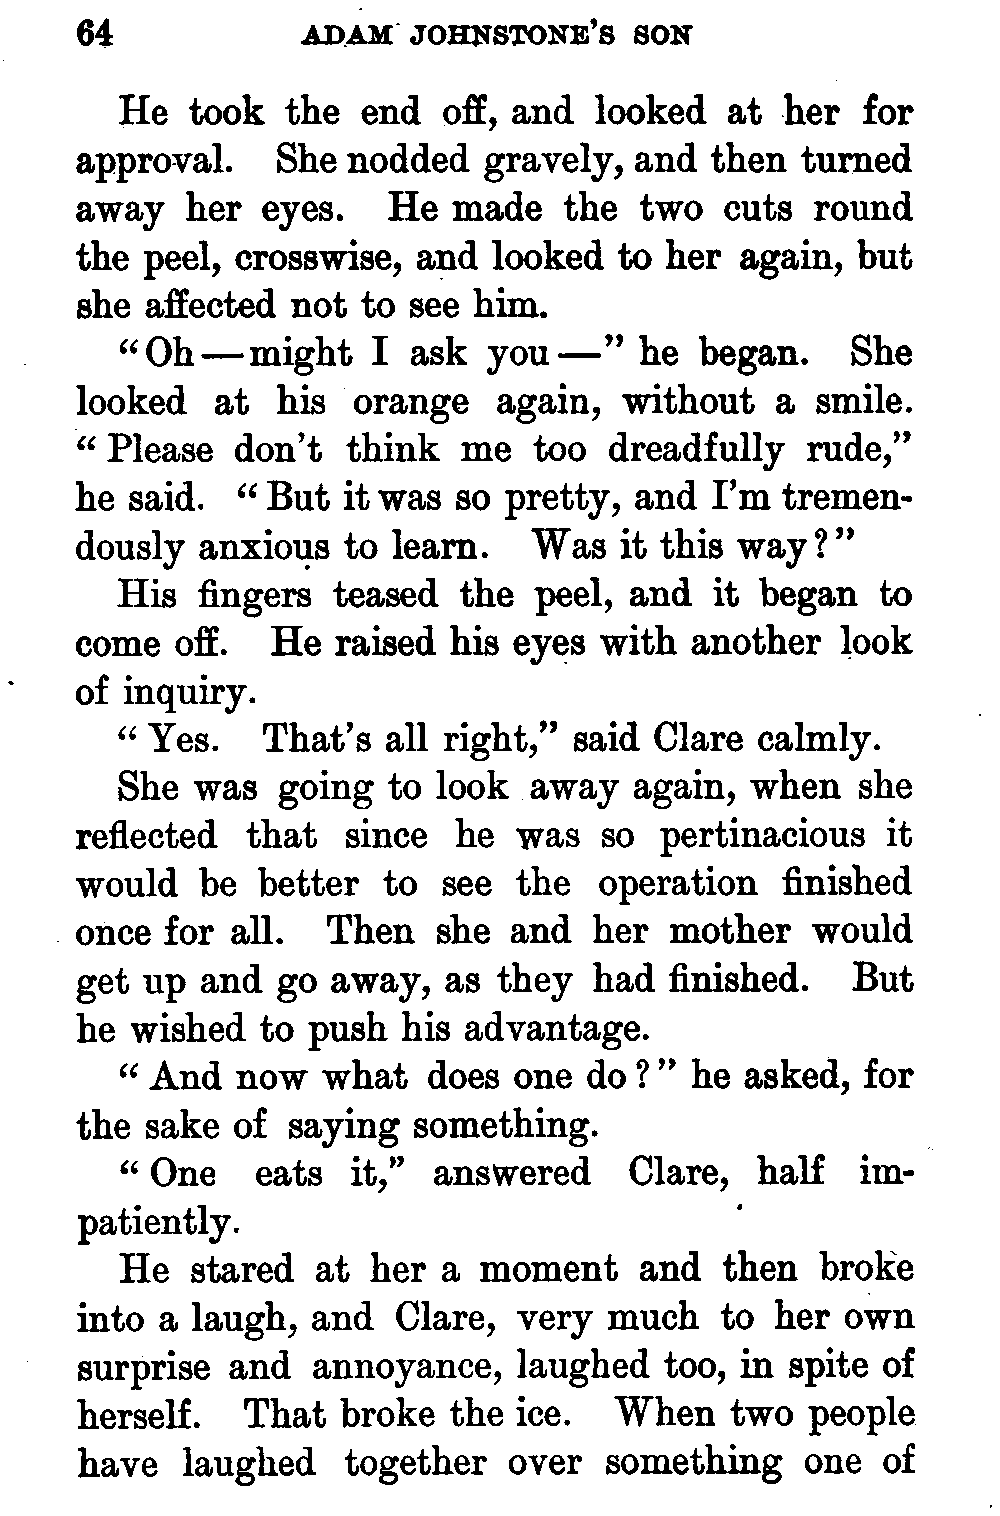 64 ADAM JOHNSTONE'S SON
He took the end off, and looked at her for
approval. She nodded gravely, and then turned
away her eyes. He made the two cuts round
the peel, crosswise, and looked to her again, but
she affected not to see him.
“Oh—might I ask you—” he began. She
looked at his orange again, without a smile.
“Please don't think me too dreadfully rude,”
he said. “But it was so pretty, and I'm tremen-
dously anxious to learn. Was it this way?”
His fingers teased the peel, and it began to
come off. He raised his eyes with another look
of inquiry.
“Yes. That's all right,” said Clare calmly.
She was going to look away again, when she
reflected that since he was so pertinacious it
would be better to see the operation finished
once for all. Then she and her mother would
get up and go away, as they had finished. But
he wished to push his advantage.
“And now what does one do?” he asked, for
the sake of saying something.
“One eats it,” answered Clare, half im-
patiently.
He stared at her a moment and then broke
into a laugh, and Clare, very much to her own
surprise and annoyance, laughed too, in spite of
herself. That broke the ice. When two people
have laughed together over something one of